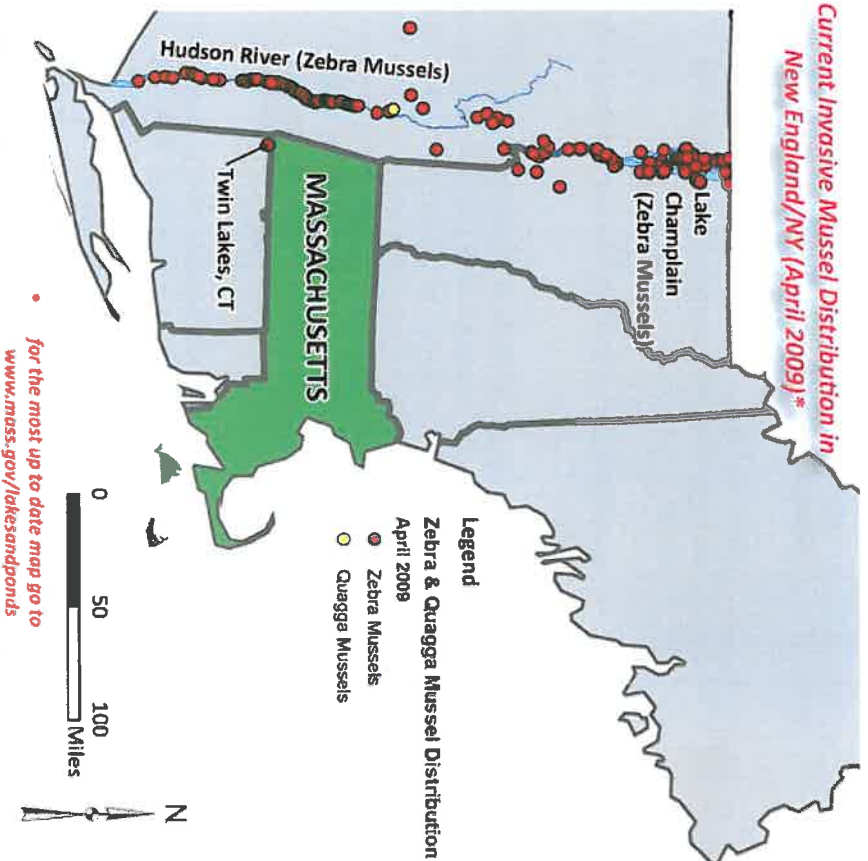 Current Invasive Mussel Distribution in
New England/NY (April 2009)*
Lake
Champlain
(Zebra Mussels)
Hudson River (Zebra Mussels)
MASSACHUSETTS
Twin Lakes, CT
Legend
Zebra & Quagga Mussel Distribution
April 2009
Zebra Mussels
Quagga Mussels
0 50 100
Miles
N
* for the most up to date map go to
www.mass.gov/lakesandponds